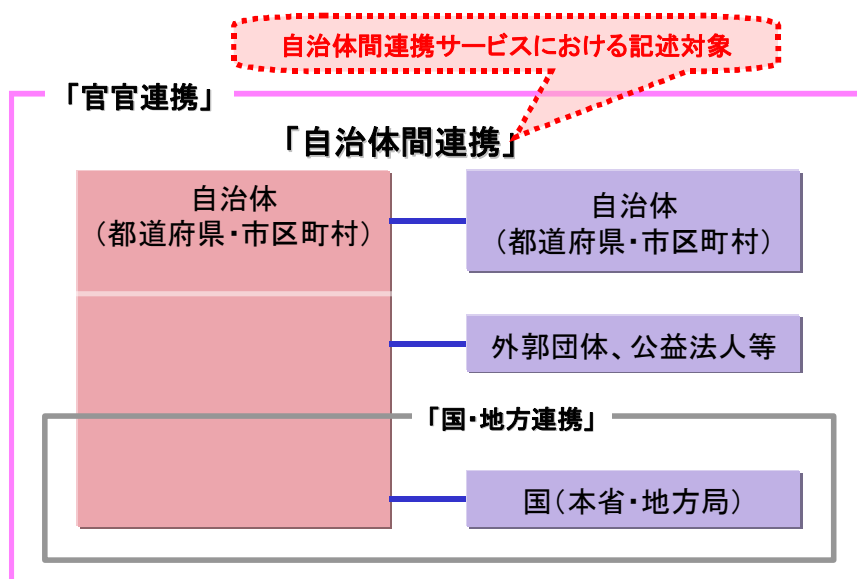 自治体間連携サービスにおける記述対象
「官官連携」
「自治体間連携」
自治体
（都道府県・市区町村）
自治体
（都道府県・市区町村）
外郭団体、公益法人等
「国・地方連携」
国（本省・地方局）